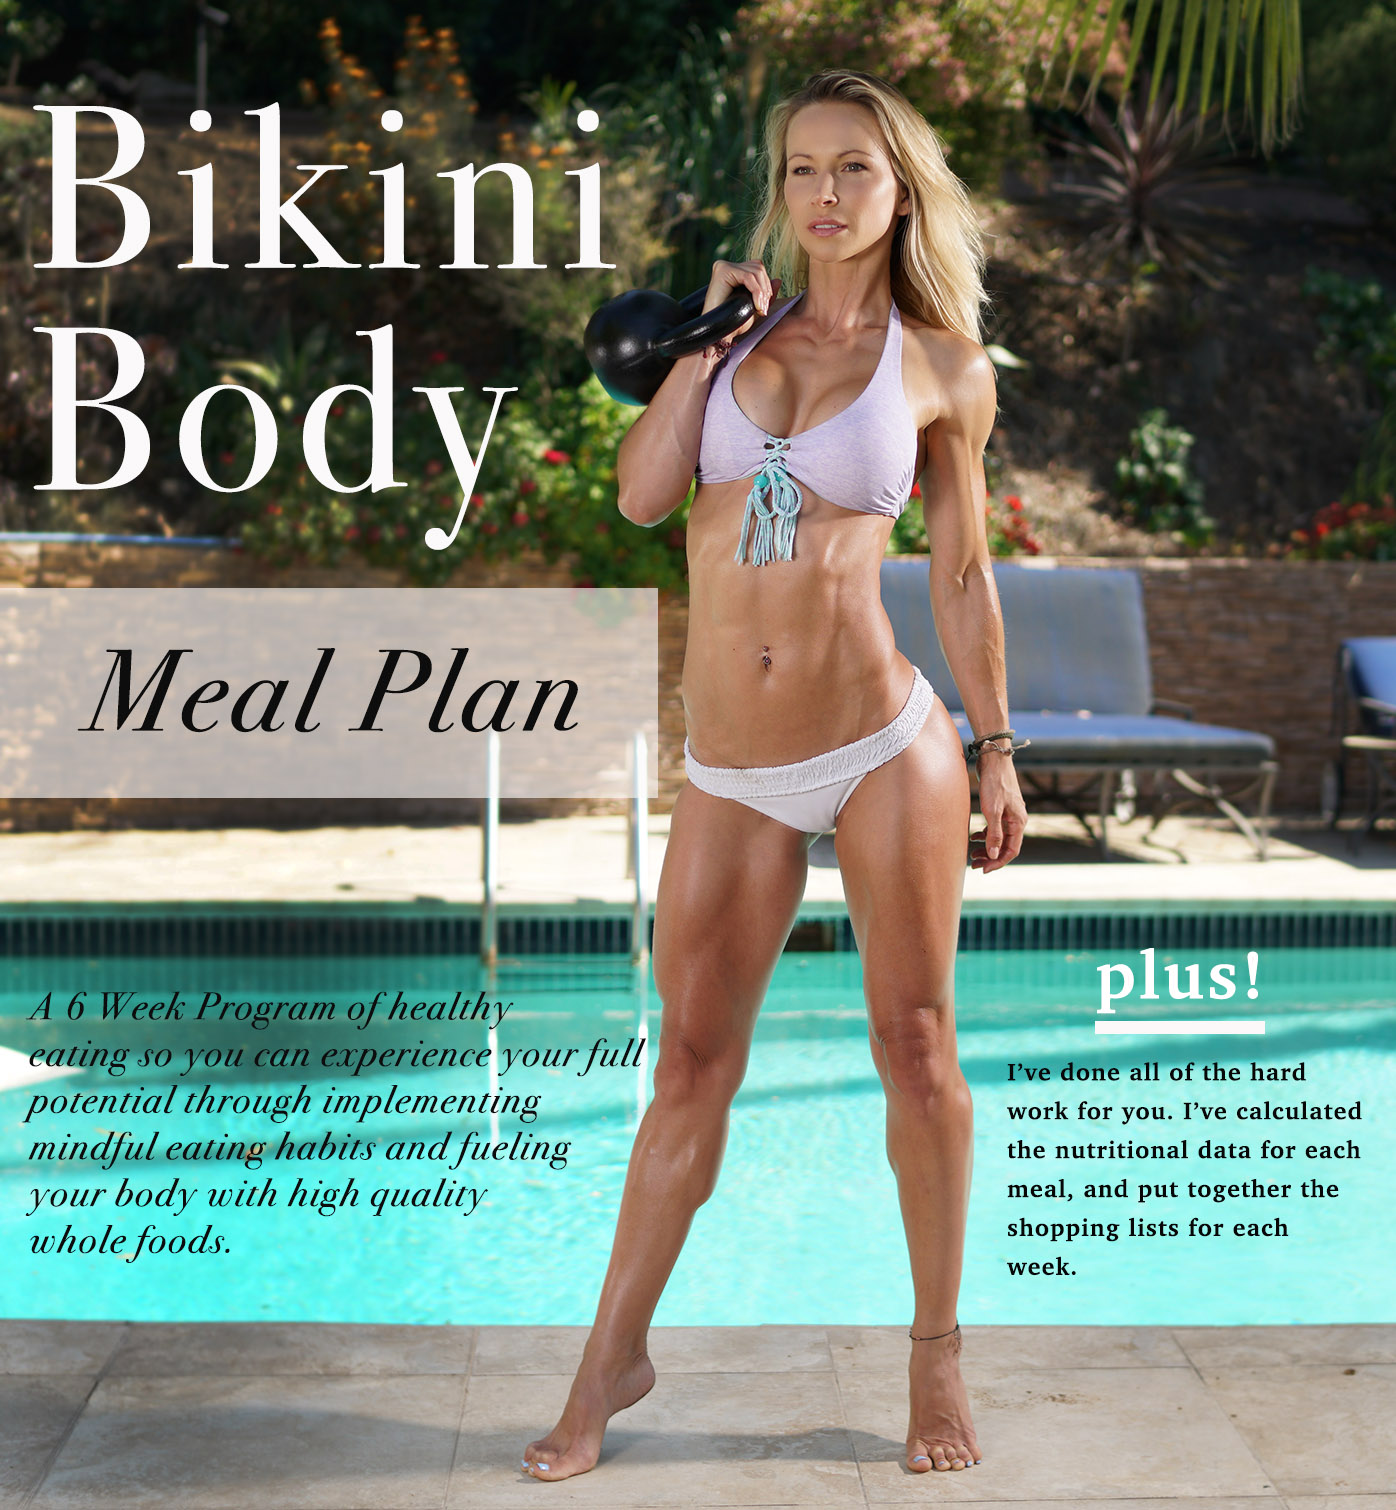 Bikini
Body
Meal Plan
A 6 Week Program of healthy
eating so you can experience your full
potential through implementing
mindful eating habits and fueling
your body with high quality
whole foods.
plus!
I’ve done all of the hard
work for you. I’ve calculated
the nutritional data for each
meal, and put together the
shopping lists for each
week.